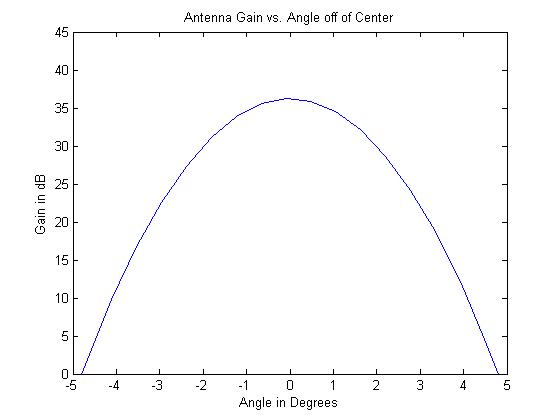 Antenna Gain vs. Angle off of Center
45
40
35
30
25
20
15
10
5
0
Gain in dB
-5 -4 -3 -2 -1 0 1 2 3 4 5
Angle in Degrees